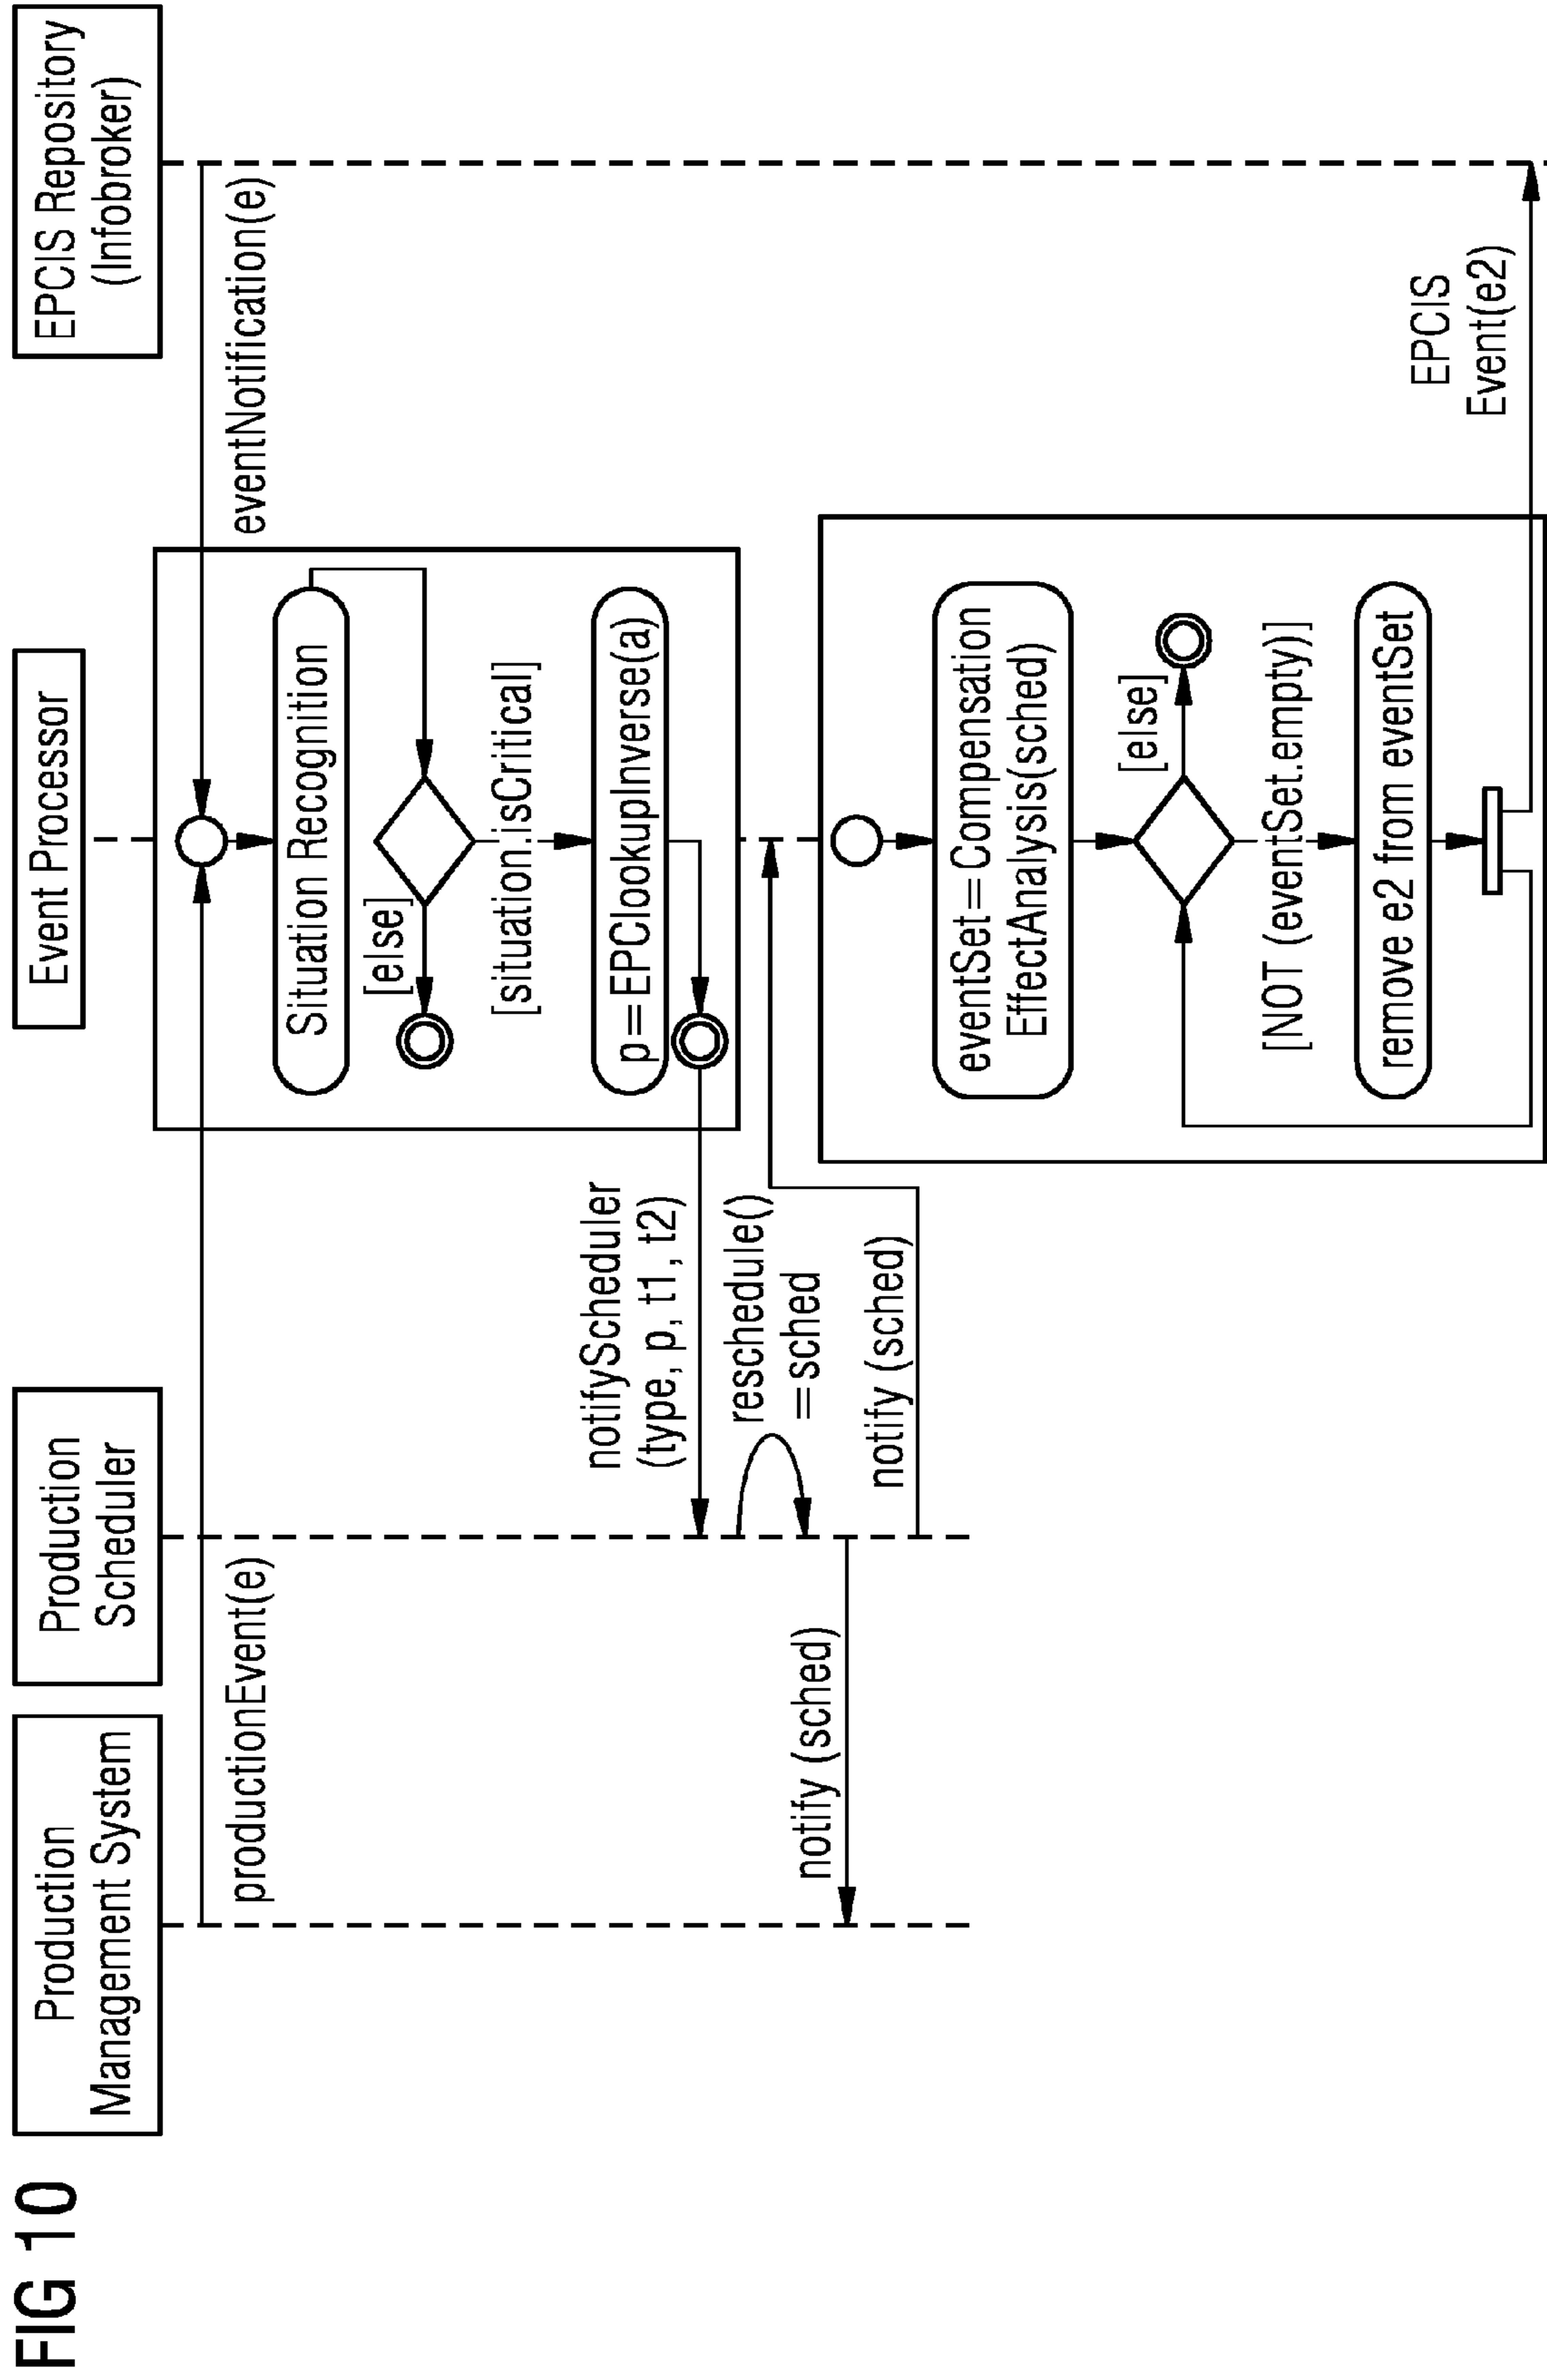 FIG 10
Production
Management System
Production
Scheduler
Event Processor
EPCIS Repository
(Infobroker)
productionEvent(e)
eventNotification(e)
Situation Recognition
[else]
[situation.isCritical]
p=EPClookupInverse(a)
notifyScheduler
(type, p, t1, t2)
reschedule()
=sched
notify (sched)
notify (sched)
eventSet=Compensation
EffectAnalysis(sched)
[else]
[NOT (eventSet.empty)]
remove e2 from eventSet
EPCIS
Event(e2)